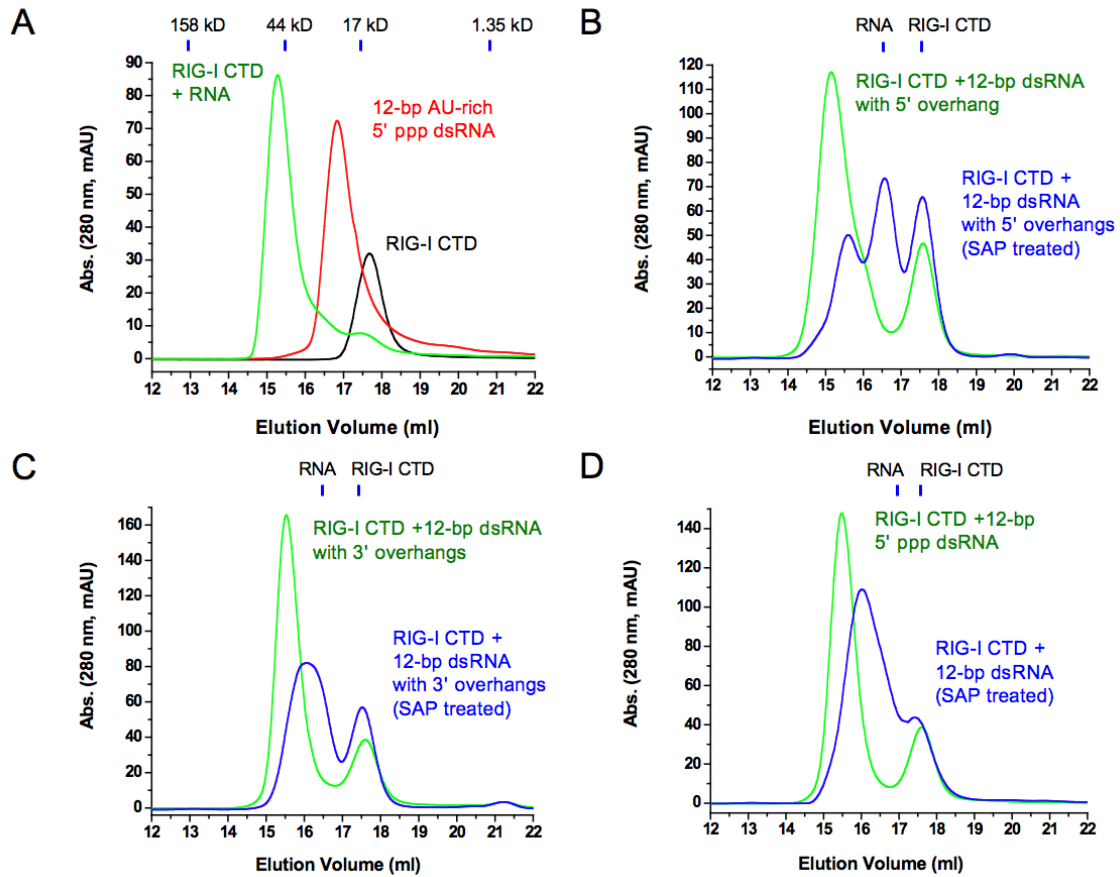 A
158 kD 44 kD 17 kD 1.35 kD
RIG-I CTD
+ RNA
12-bp AU-rich
5' ppp dsRNA
RIG-I CTD
Abs. (280 nm, mAU)
90
80
70
60
50
40
30
20
10
0
12 13 14 15 16 17 18 19 20 21 22
Elution Volume (ml)
B
RNA RIG-I CTD
RIG-I CTD +12-bp dsRNA
with 5' overhang
RIG-I CTD +
12-bp dsRNA
with 5' overhangs
(SAP treated)
Abs. (280 nm, mAU)
120
110
100
90
80
70
60
50
40
30
20
10
0
12 13 14 15 16 17 18 19 20 21 22
Elution Volume (ml)
C
RNA RIG-I CTD
RIG-I CTD +12-bp dsRNA
with 3' overhangs
RIG-I CTD +
12-bp dsRNA
with 3' overhangs
(SAP treated)
Abs. (280 nm, mAU)
160
140
120
100
80
60
40
20
0
12 13 14 15 16 17 18 19 20 21 22
Elution Volume (ml)
D
RNA RIG-I CTD
RIG-I CTD +12-bp
5' ppp dsRNA
RIG-I CTD +
12-bp dsRNA
(SAP treated)
Abs. (280 nm, mAU)
140
120
100
80
60
40
20
0
12 13 14 15 16 17 18 19 20 21 22
Elution Volume (ml)